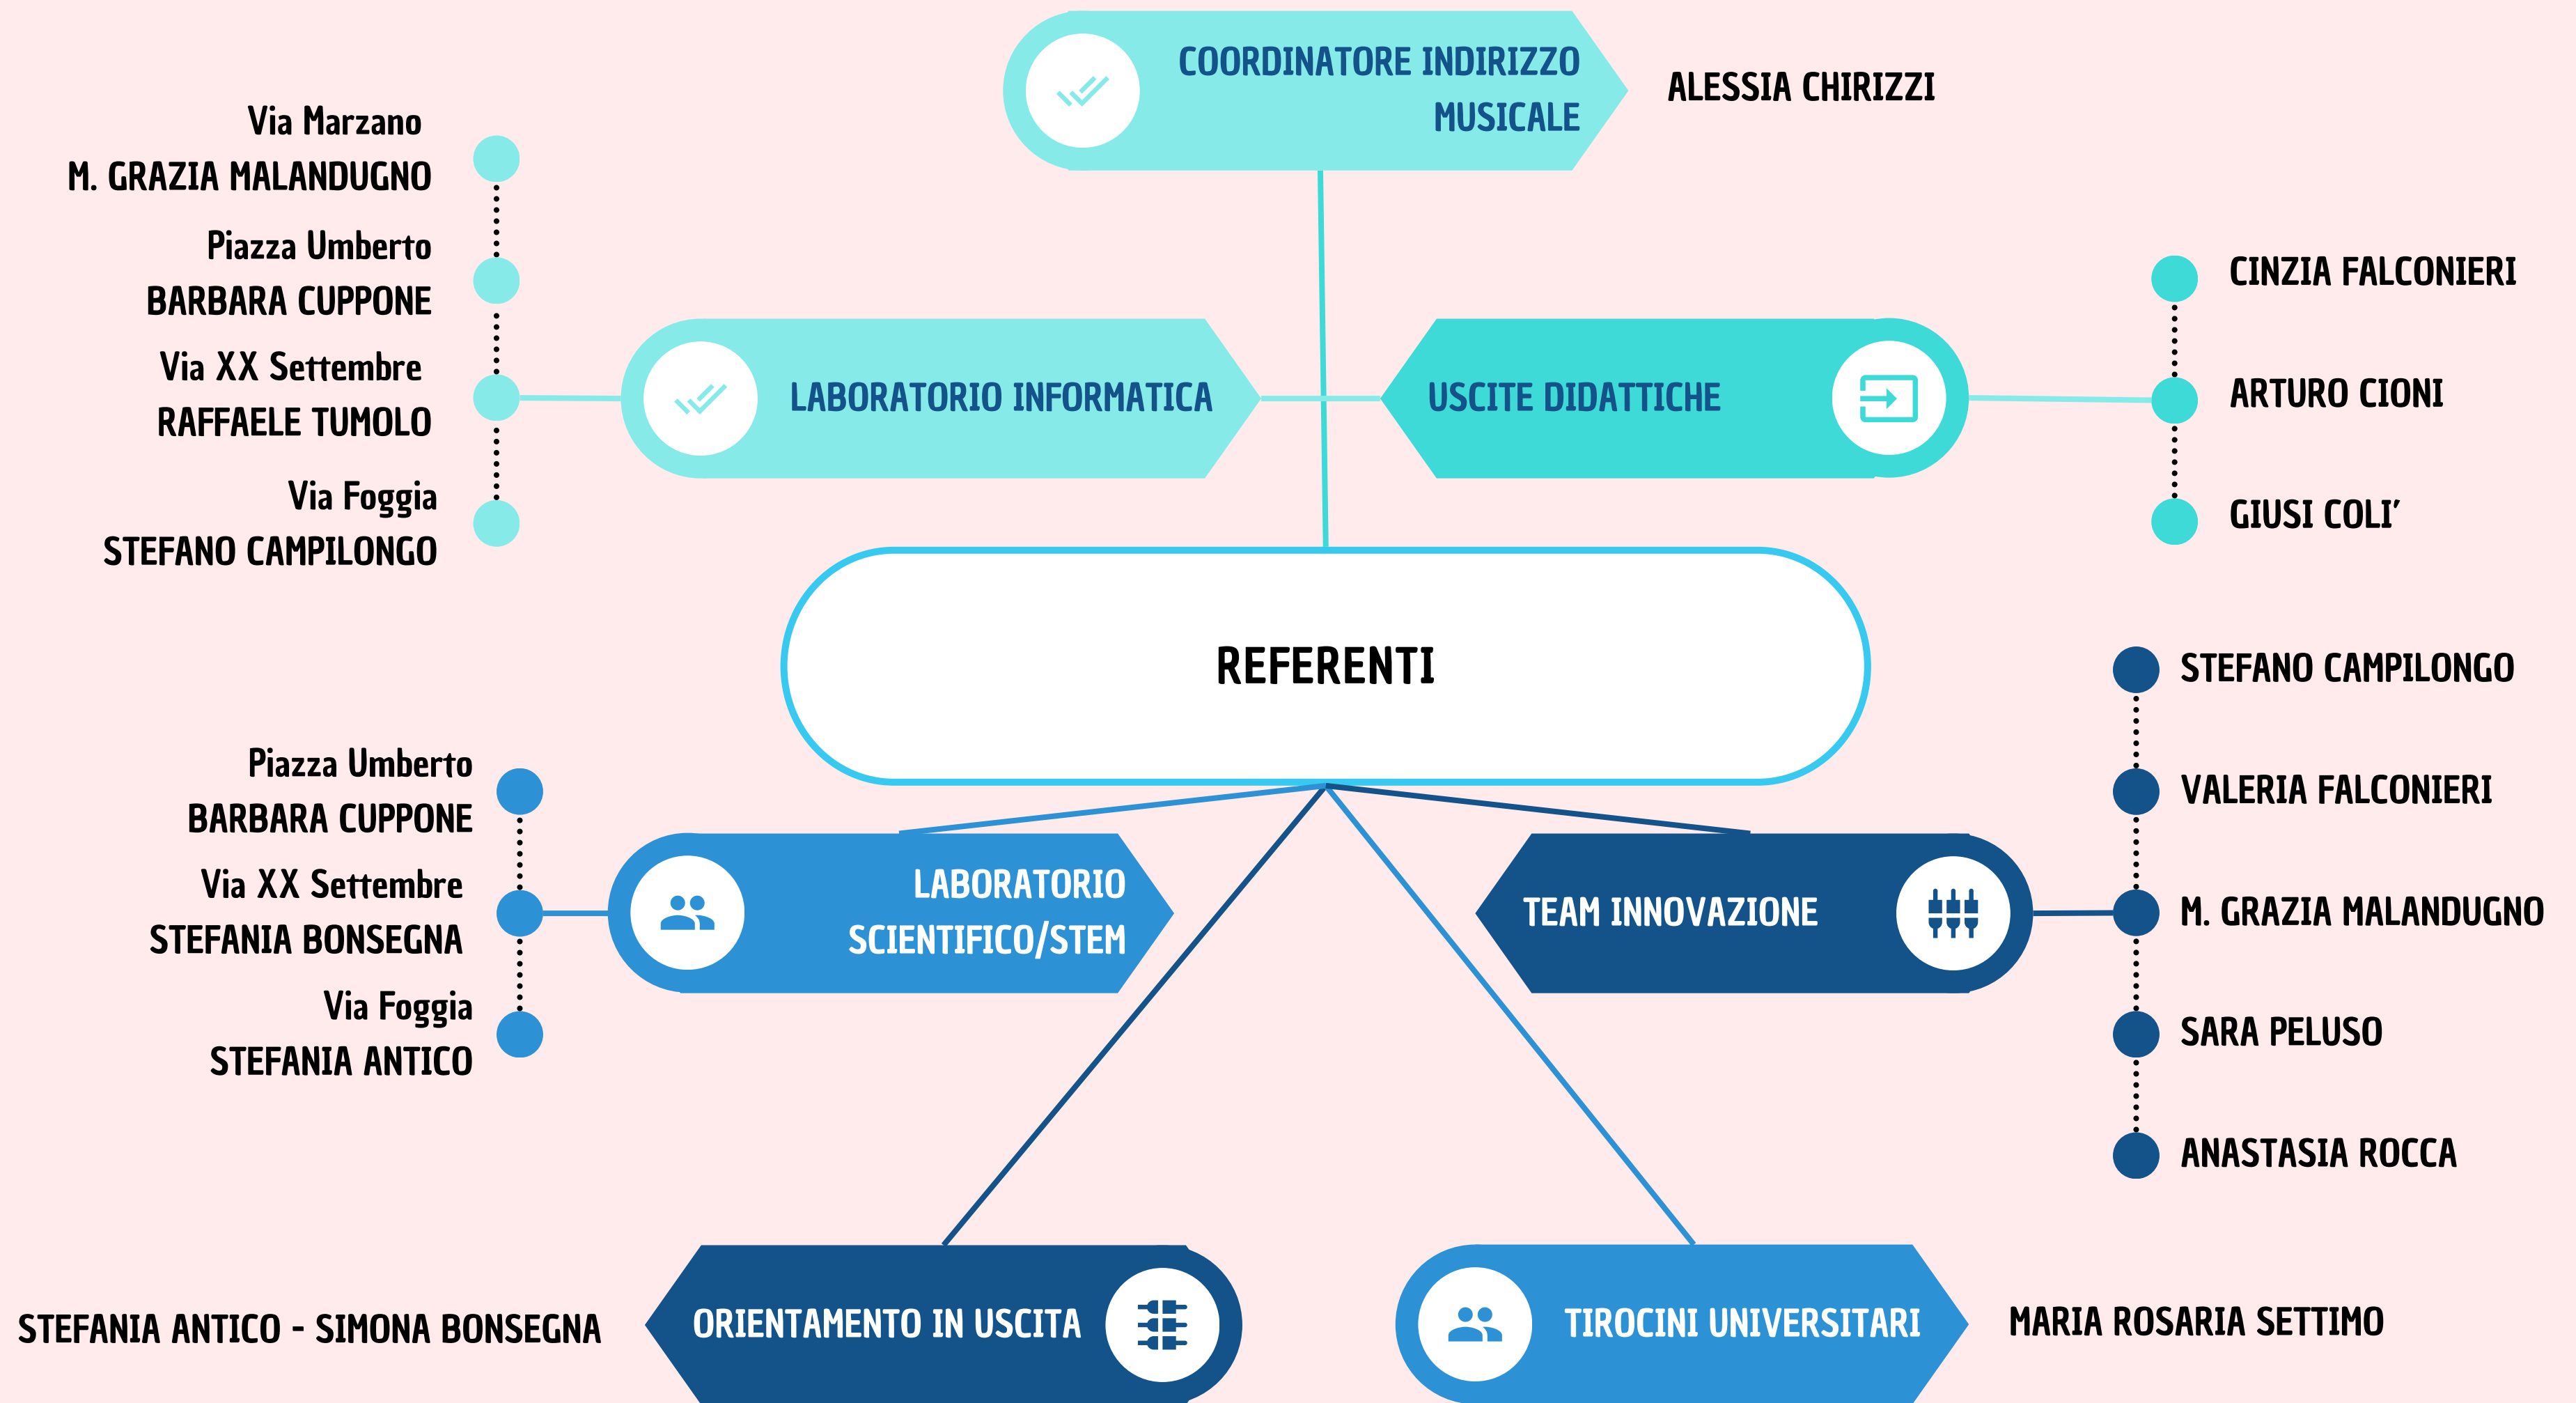 COORDINATORE INDIRIZZO
MUSICALE
ALESSIA CHIRIZZI
Via Marzano
M. GRAZIA MALANDUGNO
Piazza Umberto
BARBARA CUPPONE
Via XX Settembre
RAFFAELE TUMOLO
Via Foggia
STEFANO CAMPILONGO
LABORATORIO INFORMATICA
USCITE DIDATTICHE
CINZIA FALCONIERI
ARTURO CIONI
GIUSI COLI’
REFERENTI
Piazza Umberto
BARBARA CUPPONE
Via XX Settembre
STEFANIA BONSEGNA
Via Foggia
STEFANIA ANTICO
LABORATORIO
SCIENTIFICO/STEM
TEAM INNOVAZIONE
STEFANO CAMPILONGO
VALERIA FALCONIERI
M. GRAZIA MALANDUGNO
SARA PELUSO
ANASTASIA ROCCA
STEFANIA ANTICO - SIMONA BONSEGNA
ORIENTAMENTO IN USCITA
TIROCINI UNIVERSITARI
MARIA ROSARIA SETTIMO